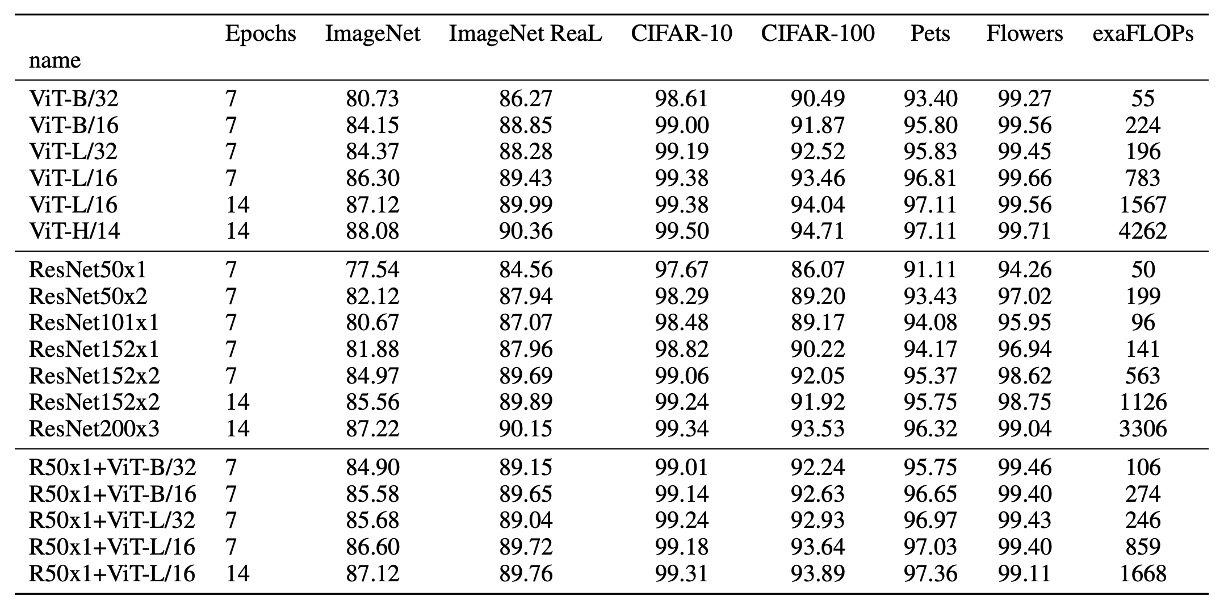 Epochs ImageNet ImageNet ReaL CIFAR-10 CIFAR-100 Pets Flowers exaFLOPs
name
ViT-B/32 7 80.73 86.27 98.61 90.49 93.40 99.27 55
ViT-B/16 7 84.15 88.85 99.00 91.87 95.80 99.56 224
ViT-L/32 7 84.37 88.28 99.19 92.52 95.83 99.45 196
ViT-L/16 7 86.30 89.43 99.38 93.46 96.81 99.66 783
ViT-L/16 14 87.12 89.99 99.38 94.04 97.11 99.56 1567
ViT-H/14 14 88.08 90.36 99.50 94.71 97.11 99.71 4262
ResNet50x1 7 77.54 84.56 97.67 86.07 91.11 94.26 50
ResNet50x2 7 82.12 87.94 98.29 89.20 93.43 97.02 199
ResNet101x1 7 80.67 87.07 98.48 89.17 94.08 95.95 96
ResNet152x1 7 81.88 87.96 98.82 90.22 94.17 96.94 141
ResNet152x2 7 84.97 89.69 99.06 92.05 95.37 98.62 563
ResNet152x2 14 85.56 89.89 99.24 91.92 95.75 98.75 1126
ResNet200x3 14 87.22 90.15 99.34 93.53 96.32 99.04 3306
R50x1+ViT-B/32 7 84.90 89.15 99.01 92.24 95.75 99.46 106
R50x1+ViT-B/16 7 85.58 89.65 99.14 92.63 96.65 99.40 274
R50x1+ViT-L/32 7 85.68 89.04 99.24 92.93 96.97 99.43 246
R50x1+ViT-L/16 7 86.60 89.72 99.18 93.64 97.03 99.40 859
R50x1+ViT-L/16 14 87.12 89.76 99.31 93.89 97.36 99.11 1668